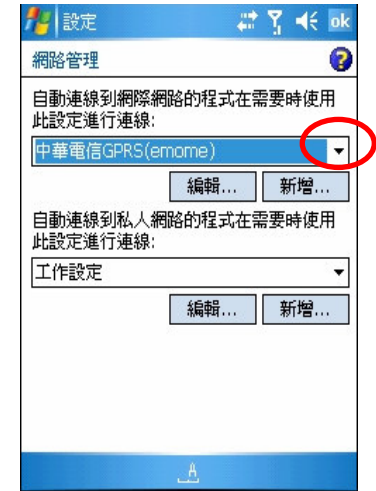 設定
ok
網路管理
自動連線到網際網路的程式在需要時使用
此設定進行連線:
中華電信GPRS(emome)
編輯... 新增...
自動連線到私人網路的程式在需要時使用
此設定進行連線:
工作設定
編輯... 新增...